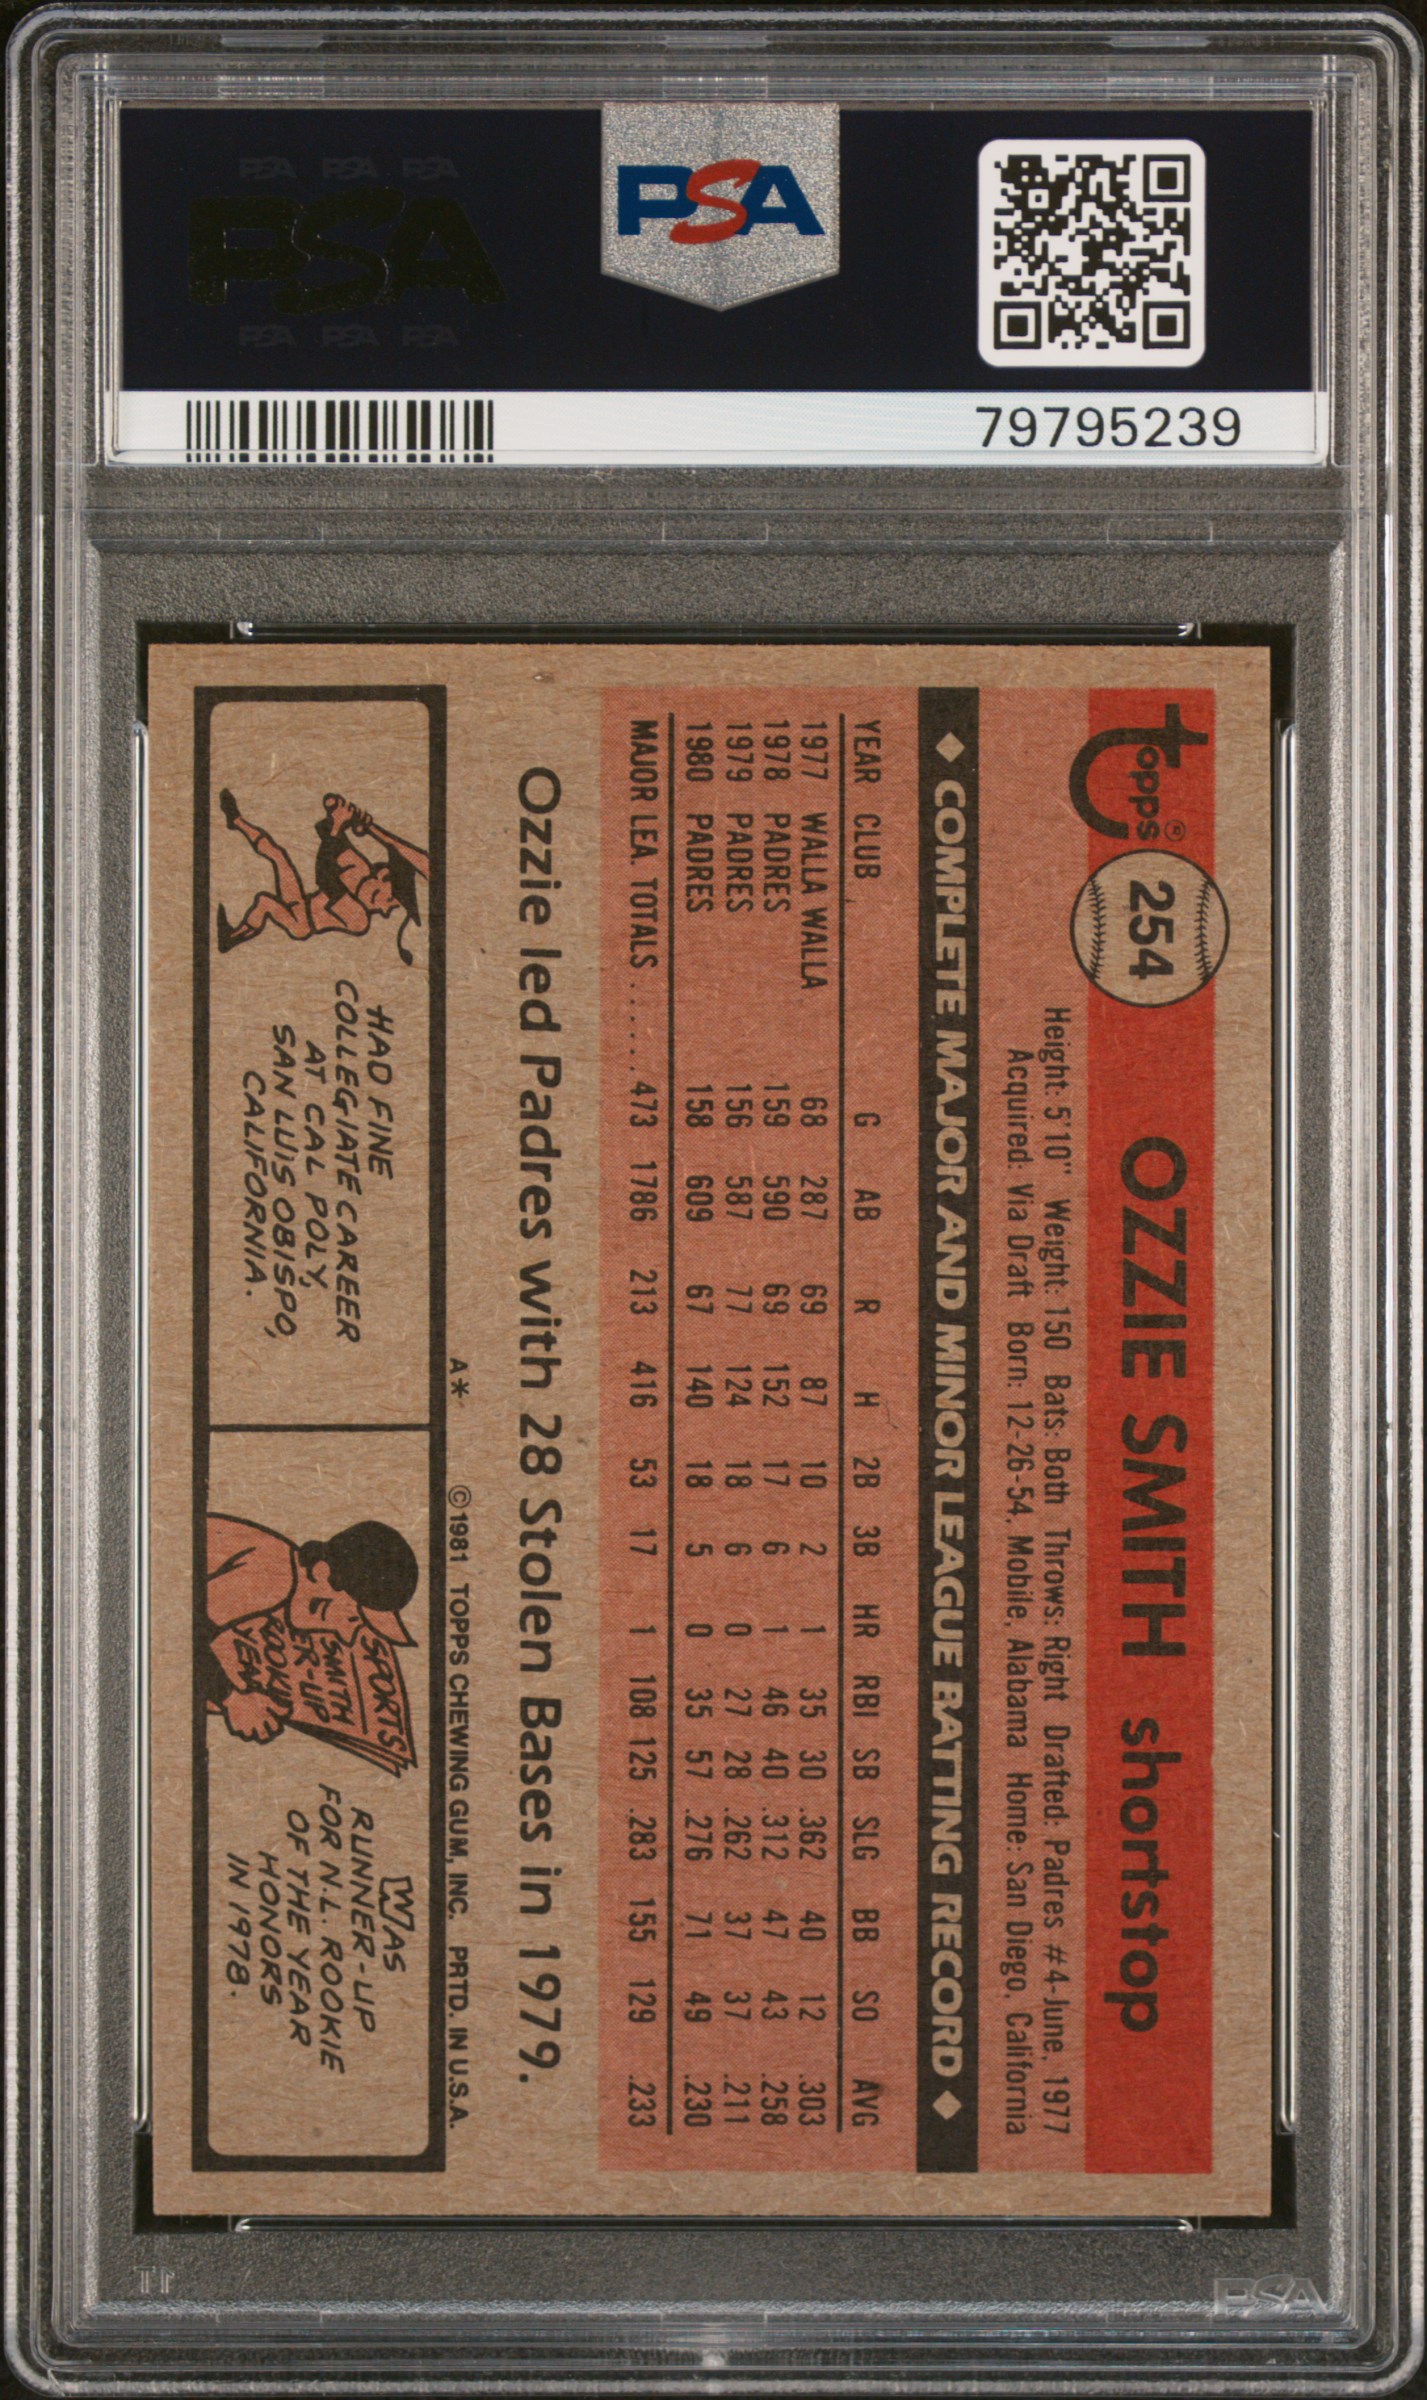 PSA PSA PSA
PSA
PSA PSA PSA
PSA
79795239
Topps®
254
OZZIE SMITH shortstop
Height: 5'10" Weight: 150 Bats: Both Throws: Right Drafted: Padres #4-June, 1977
Acquired: Via Draft Born: 12-26-54, Mobile, Alabama Home: San Diego, California
◆ COMPLETE MAJOR AND MINOR LEAGUE BATTING RECORD ◆
YEAR CLUB G AB R H 2B 3B HR RBI SB SLG BB SO AVG
1977 WALLA WALLA 68 287 69 87 10 2 1 35 30 .362 40 12 .303
1978 PADRES 159 590 69 152 17 6 1 46 40 .312 47 43 .258
1979 PADRES 156 587 77 124 18 6 0 27 28 .262 37 37 .211
1980 PADRES 158 609 67 140 18 5 0 35 57 .276 71 49 .230
MAJOR LEA. TOTALS ...... 473 1786 213 416 53 17 1 108 125 .283 155 129 .233
Ozzie led Padres with 28 Stolen Bases in 1979.
A* ©1981 TOPPS CHEWING GUM, INC. PRTD. IN U.S.A.
HAD FINE
COLLEGIATE CAREER
AT CAL POLY,
SAN LUIS OBISPO,
CALIFORNIA.
SPORTS
SMITH
ER-UP
ROOKIE
YEAR
WAS
RUNNER-UP
FOR N.L. ROOKIE
OF THE YEAR
HONORS
IN 1978.
PSA